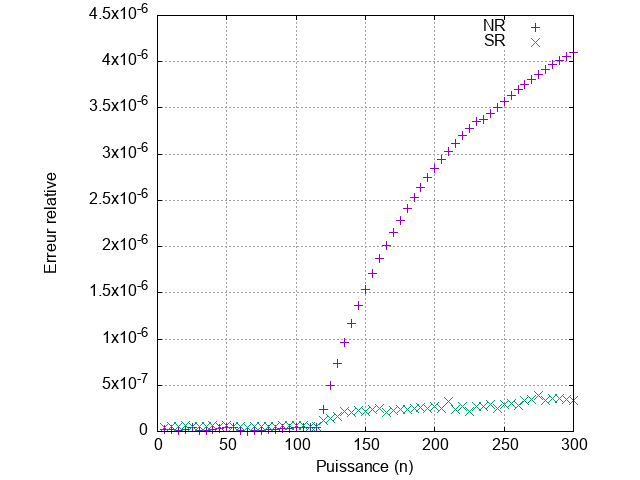 4.5x10⁻⁶
NR
SR
4x10⁻⁶
3.5x10⁻⁶
3x10⁻⁶
2.5x10⁻⁶
2x10⁻⁶
1.5x10⁻⁶
1x10⁻⁶
5x10⁻⁷
0
Erreur relative
0 50 100 150 200 250 300
Puissance (n)